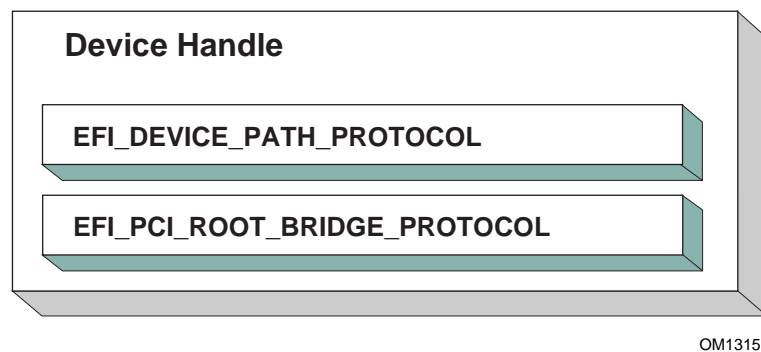 Device Handle
EFI_DEVICE_PATH_PROTOCOL
EFI_PCI_ROOT_BRIDGE_PROTOCOL
OM1315